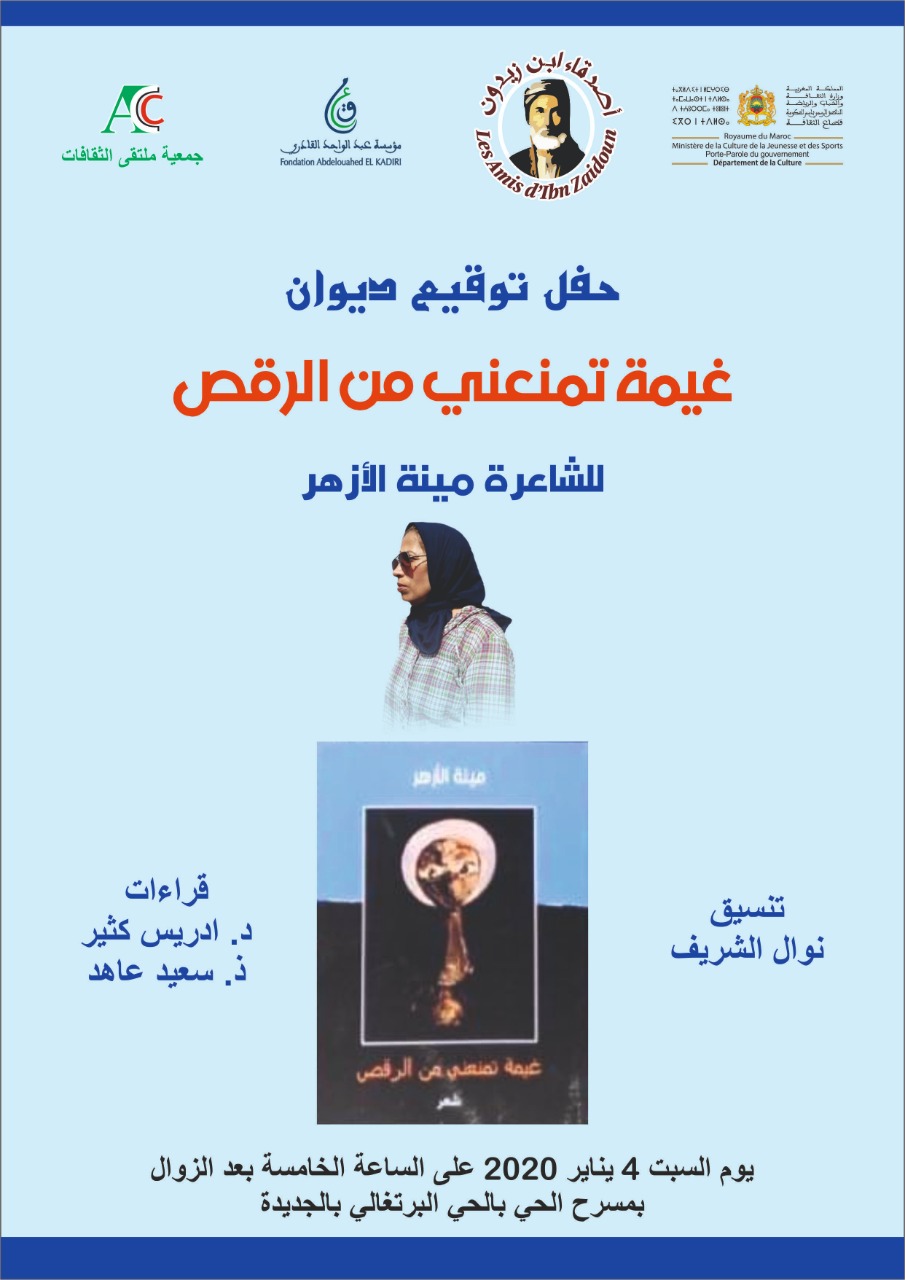 جمعية ملتقى الثقافات
مؤسسة عبد الواحد القادري
Fondation Abdelouahed EL KADIRI
أصدقاء ابن زيدون
Les Amis d'Ibn Zaidoun
المملكة المغربية
وزارة الثقافة
والشباب والرياضة
قطاع الثقافة
Royaume du Maroc
Ministère de la Culture de la Jeunesse et des Sports
Porte-Parole du gouvernement
Département de la Culture
حفل توقيع ديوان
غيمة تمنعني من الرقص
للشاعرة مينة الأزهر
مينة الأزهر
غيمة تمنعني من الرقص
شعر
تنسيق
نوال الشريف
قراءات
د. ادريس كثير
ذ. سعيد عاهد
يوم السبت 4 يناير 2020 على الساعة الخامسة بعد الزوال
بمسرح الحي بالحي البرتغالي بالجديدة